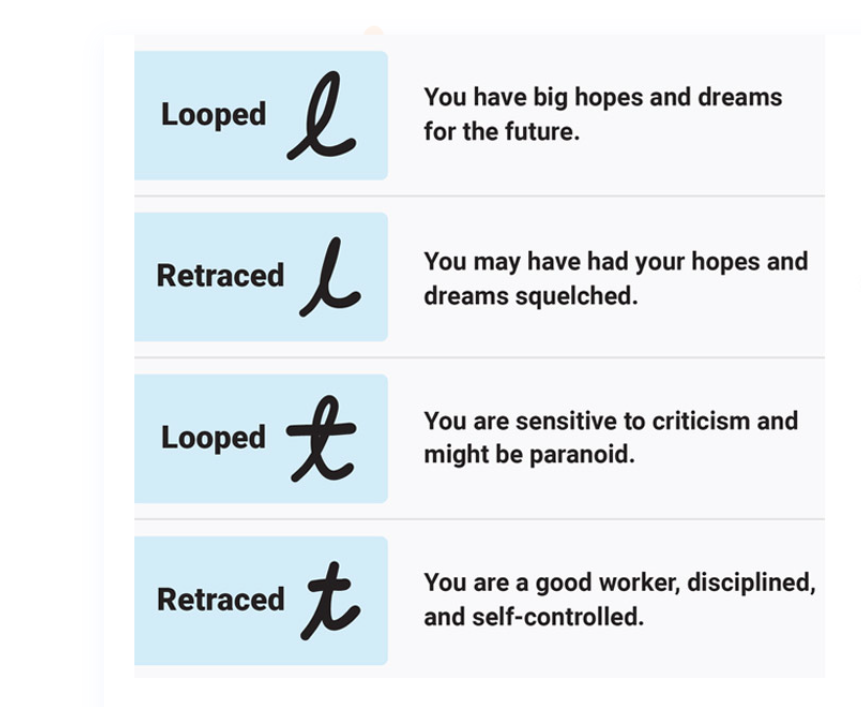 Looped l
You have big hopes and dreams
for the future.
Retraced l
You may have had your hopes and
dreams squelched.
Looped t
You are sensitive to criticism and
might be paranoid.
Retraced t
You are a good worker, disciplined,
and self-controlled.